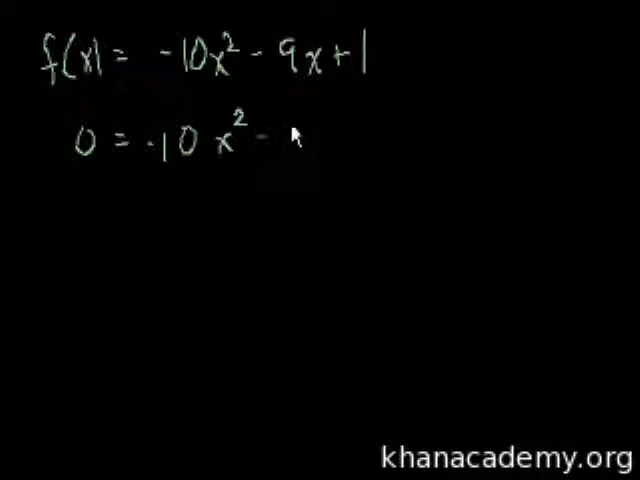 f(x) = -10x² - 9x + 1
0 = -10x² -
khanacademy.org